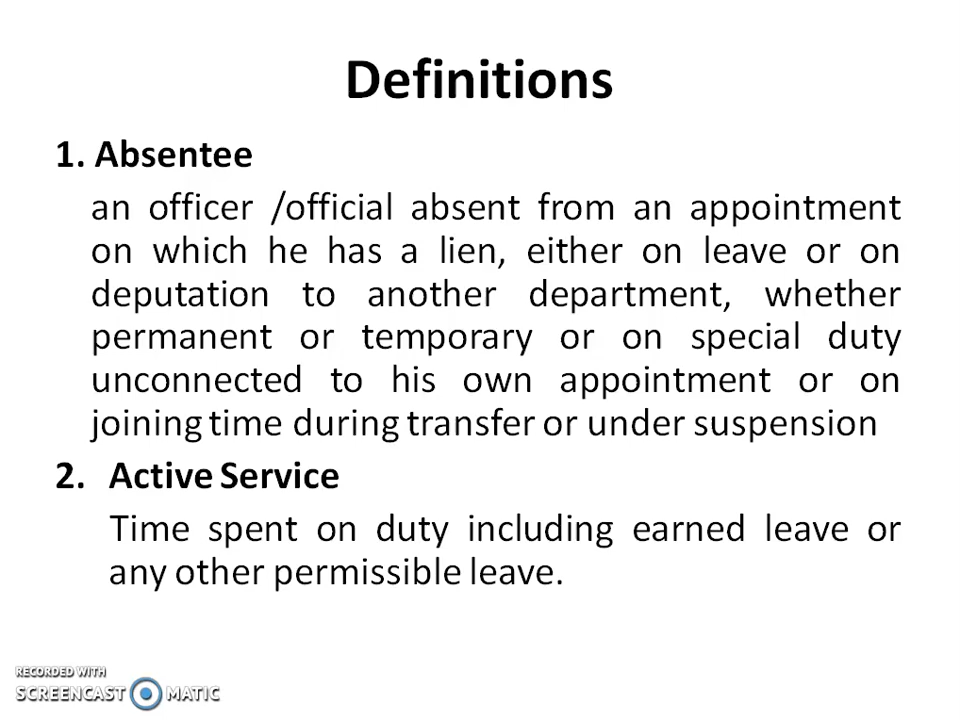 Definitions
1. Absentee
an officer /official absent from an appointment
on which he has a lien, either on leave or on
deputation to another department, whether
permanent or temporary or on special duty
unconnected to his own appointment or on
joining time during transfer or under suspension
2. Active Service
Time spent on duty including earned leave or
any other permissible leave.
RECORDED WITH
SCREENCAST MATIC